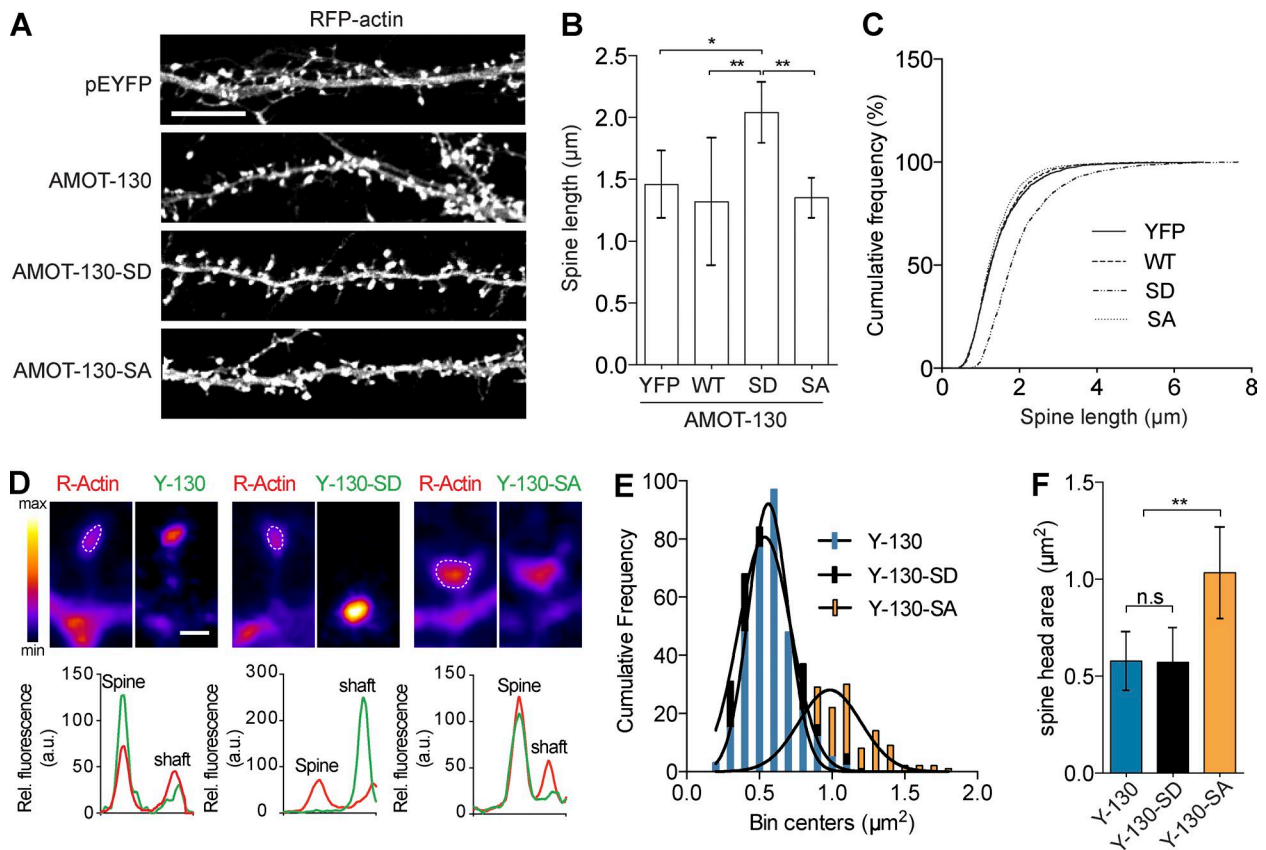 A
RFP-actin
pEYFP
AMOT-130
AMOT-130-SD
AMOT-130-SA
B
Spine length (µm)
2.5
2.0
1.5
1.0
0.5
0.0
*
** **
YFP WT SD SA
AMOT-130
C
Cumulative frequency (%)
150
100
50
0
YFP
WT
SD
SA
0 2 4 6 8
Spine length (µm)
D
R-Actin Y-130 R-Actin Y-130-SD R-Actin Y-130-SA
max
min
Rel. fluorescence
(a.u.)
150
100
50
0
Spine
shaft
Rel. fluorescence
(a.u.)
300
200
100
0
shaft
Spine
Rel. fluorescence
(a.u.)
150
100
50
0
Spine
shaft
E
Cumulative Frequency
100
80
60
40
20
0
Y-130
Y-130-SD
Y-130-SA
0.0 0.5 1.0 1.5 2.0
Bin centers (µm²)
F
spine head area (µm²)
1.5
1.0
0.5
0.0
**
n.s
Y-130
Y-130-SD
Y-130-SA